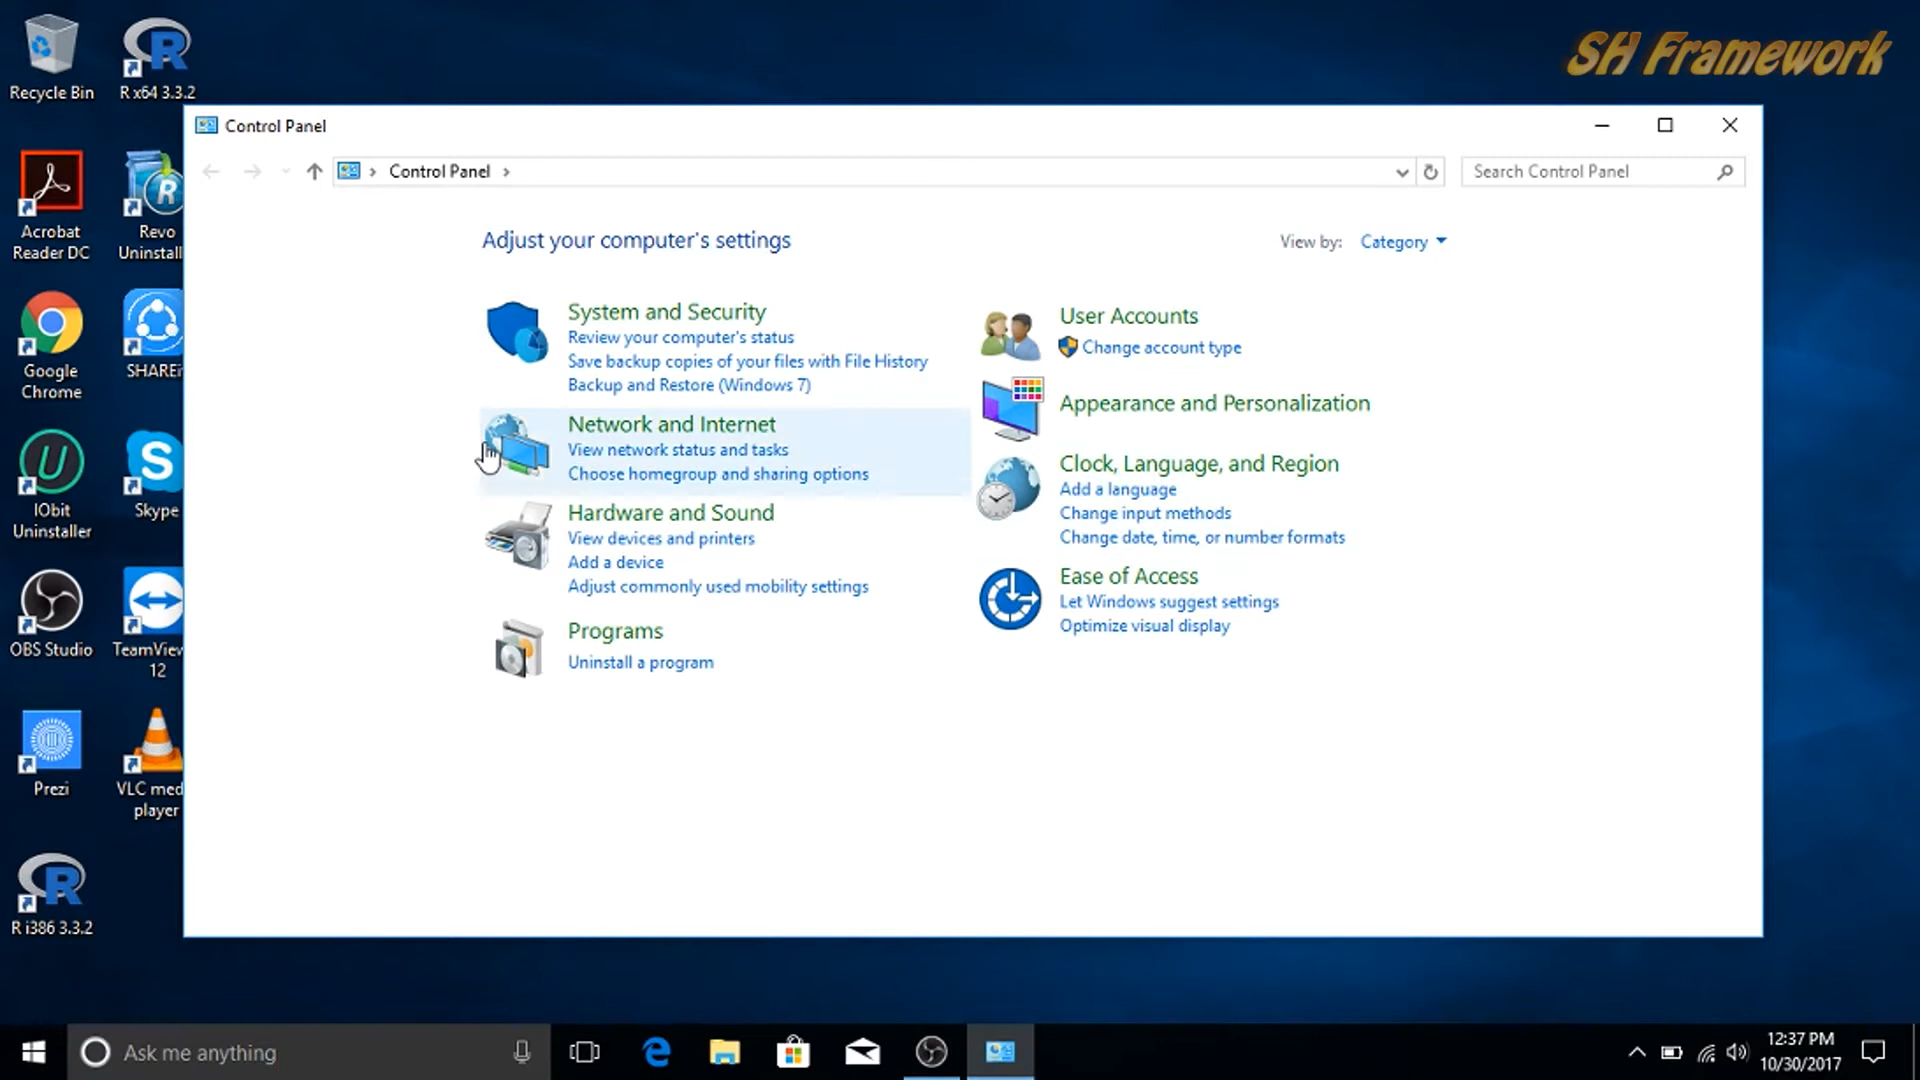 SH Framework
Recycle Bin
R x64 3.3.2
Acrobat
Reader DC
Revo
Uninstall
Google
Chrome
SHAREi
IObit
Uninstaller
Skype
OBS Studio
TeamView
12
Prezi
VLC med
player
R i386 3.3.2
Control Panel
Control Panel
Search Control Panel
Adjust your computer's settings
View by: Category
System and Security
Review your computer's status
Save backup copies of your files with File History
Backup and Restore (Windows 7)
Network and Internet
View network status and tasks
Choose homegroup and sharing options
Hardware and Sound
View devices and printers
Add a device
Adjust commonly used mobility settings
Programs
Uninstall a program
User Accounts
Change account type
Appearance and Personalization
Clock, Language, and Region
Add a language
Change input methods
Change date, time, or number formats
Ease of Access
Let Windows suggest settings
Optimize visual display
Ask me anything
12:37 PM
10/30/2017